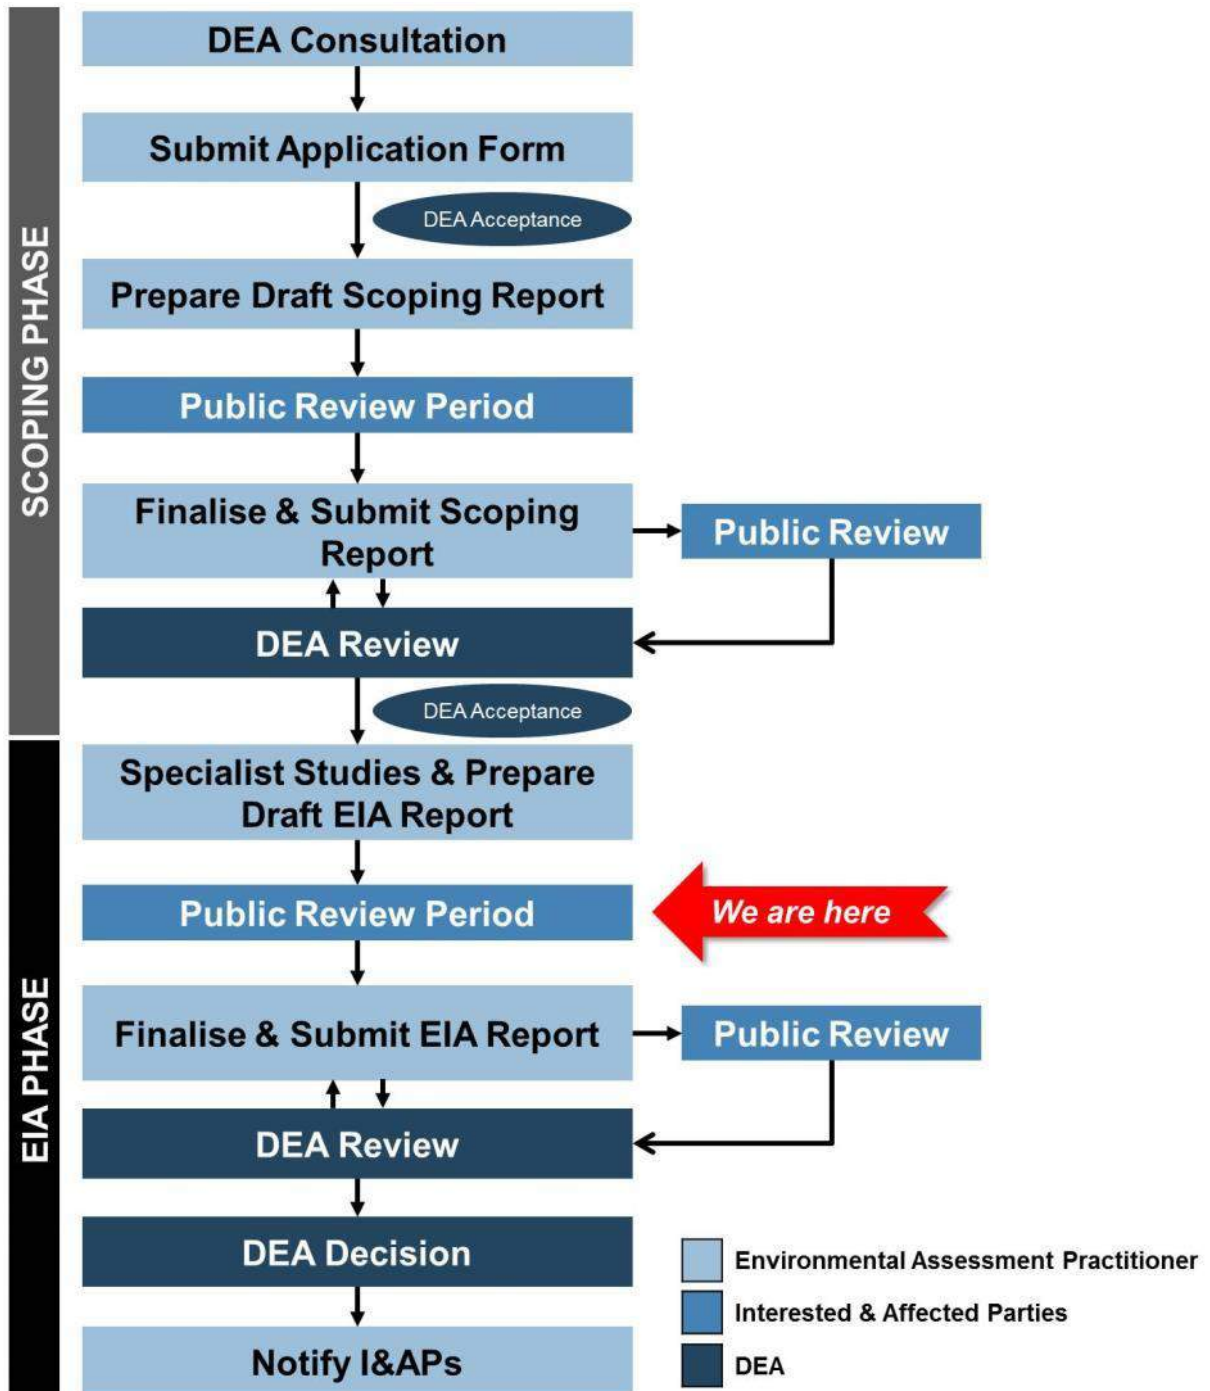 SCOPING PHASE
DEA Consultation
Submit Application Form
DEA Acceptance
Prepare Draft Scoping Report
Public Review Period
Finalise & Submit Scoping
Report
Public Review
DEA Review
DEA Acceptance
EIA PHASE
Specialist Studies & Prepare
Draft EIA Report
Public Review Period
We are here
Finalise & Submit EIA Report
Public Review
DEA Review
DEA Decision
Notify I&APs
Environmental Assessment Practitioner
Interested & Affected Parties
DEA